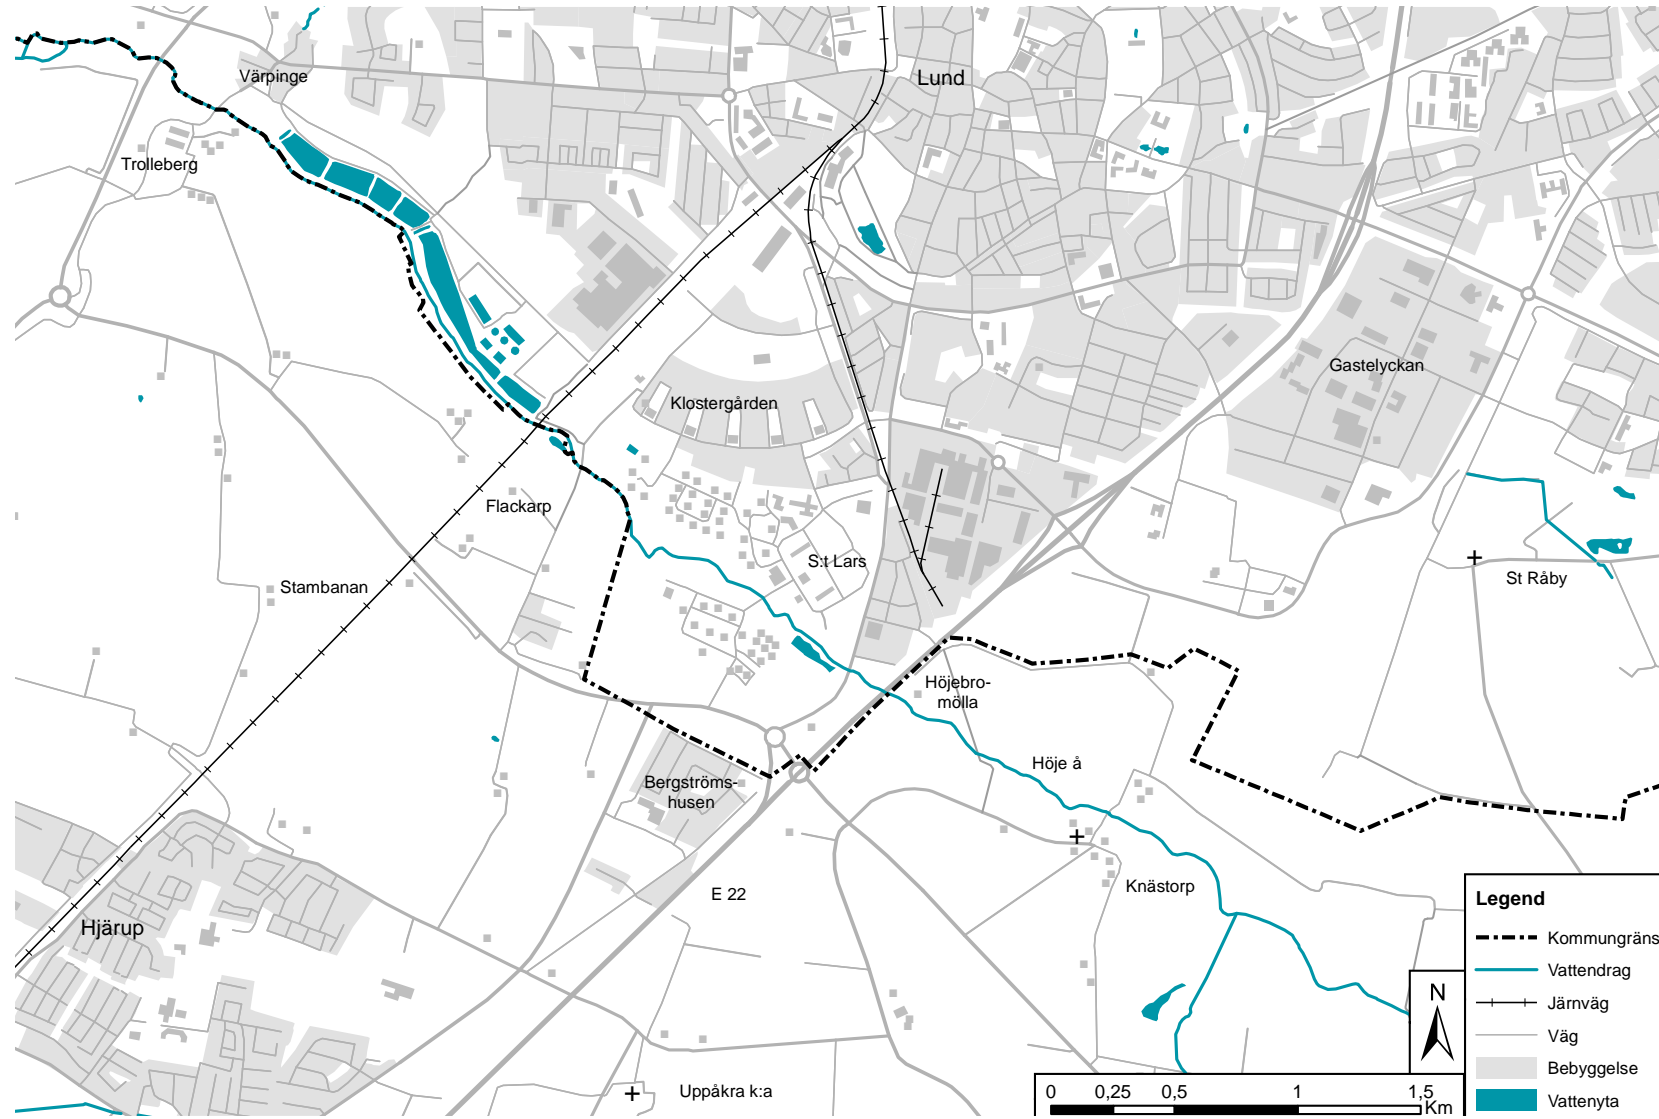 Värpinge
Lund
Trolleberg
Gastelyckan
Klostergården
Flackarp
S:t Lars
Stambanan
St Råby
Höjebro-
mölla
Höje å
Bergströms-
husen
Knästorp
E 22
Hjärup
Uppåkra k:a
Legend
Kommungräns
Vattendrag
Järnväg
Väg
Bebyggelse
Vattenyta
N
0 0,25 0,5 1 1,5
Km